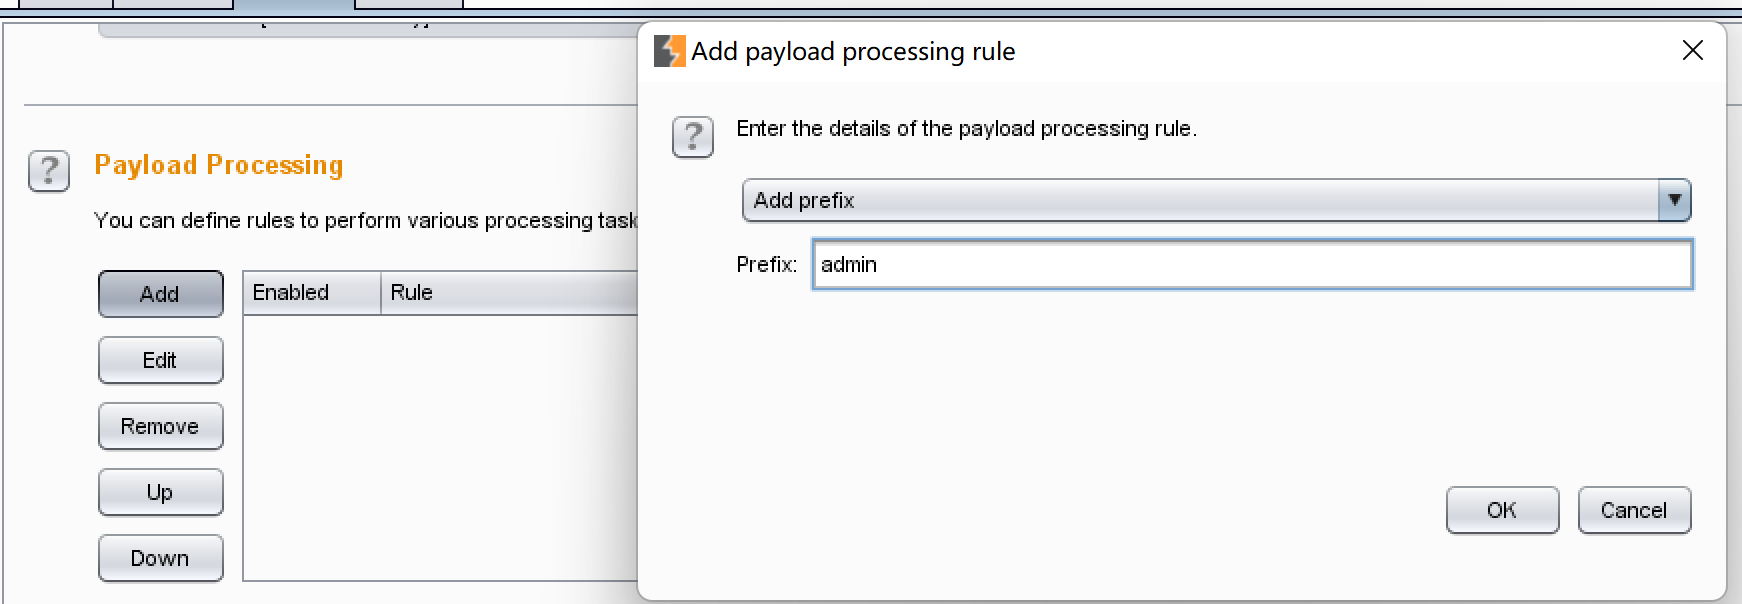 Add payload processing rule
?
Enter the details of the payload processing rule.
Add prefix
Prefix: admin
OK
Cancel
?
Payload Processing
You can define rules to perform various processing task
Add
Edit
Remove
Up
Down
Enabled
Rule